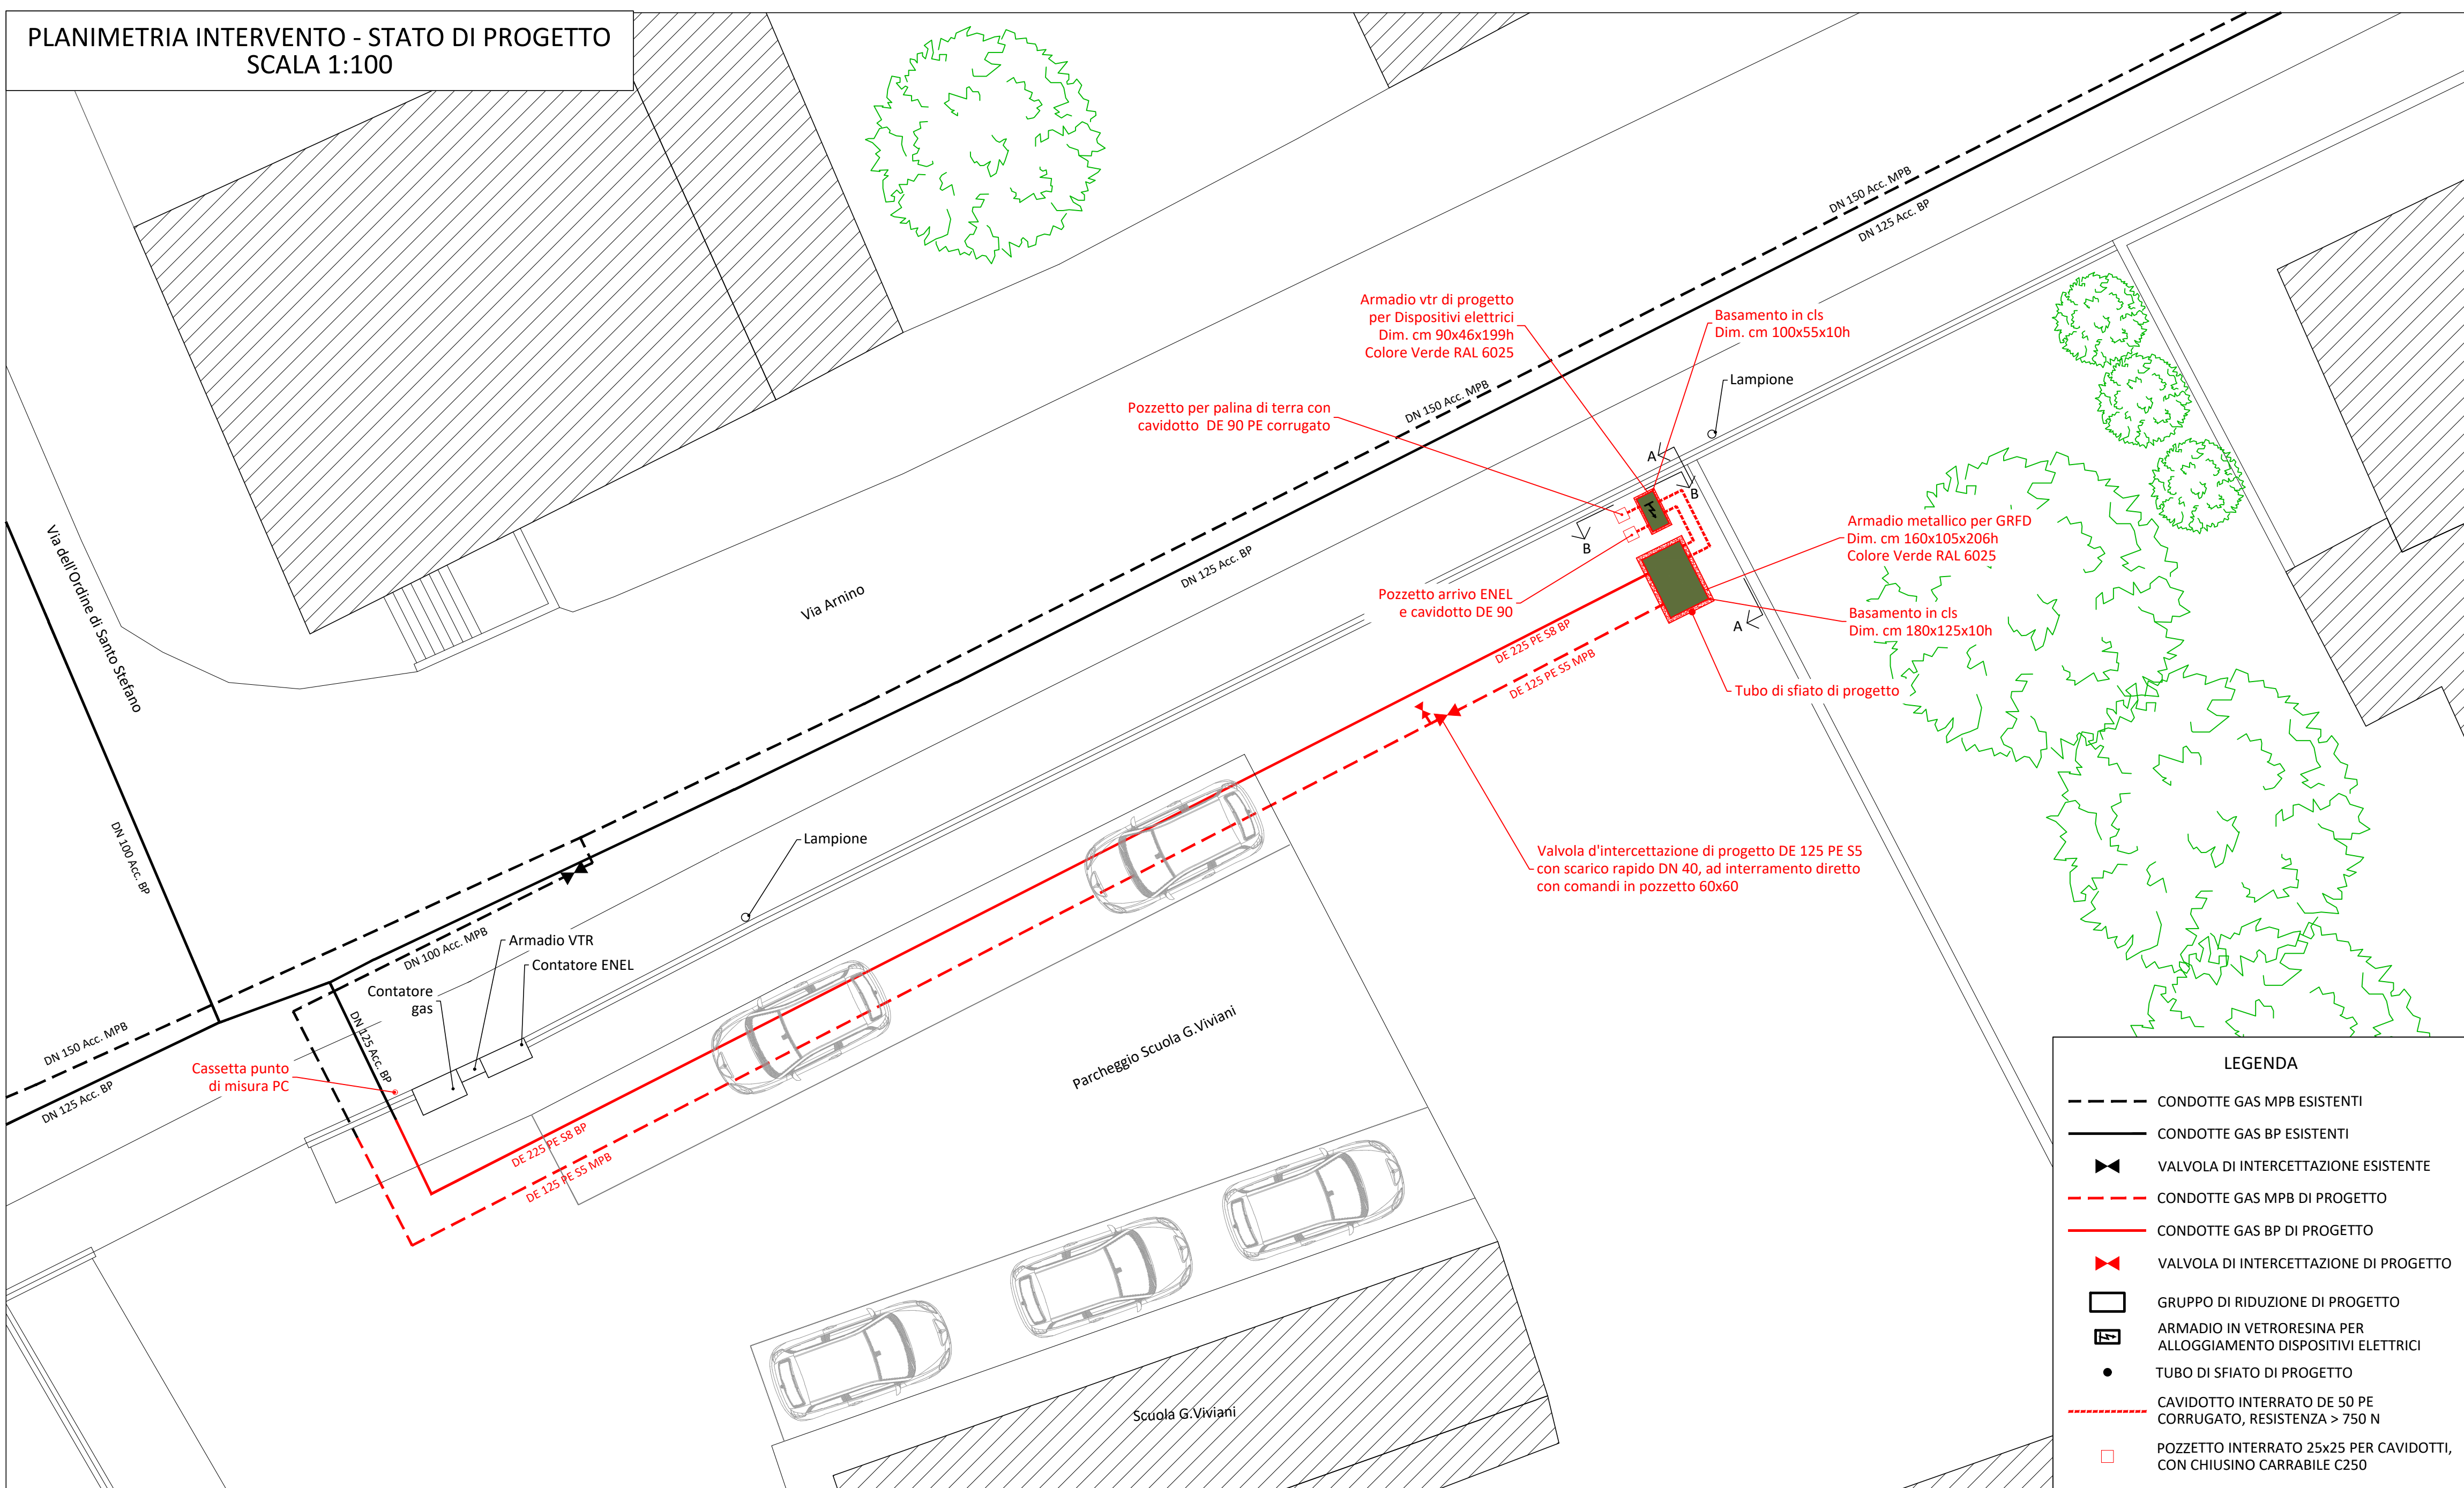 PLANIMETRIA INTERVENTO - STATO DI PROGETTO
SCALA 1:100
DN 150 Acc. MPB
DN 125 Acc. BP
Armadio vtr di progetto
per Dispositivi elettrici
Dim. cm 90x46x199h
Colore Verde RAL 6025
Basamento in cls
Dim. cm 100x55x10h
Lampione
DN 150 Acc. MPB
Pozzetto per palina di terra con
cavidotto DE 90 PE corrugato
A
B
B
Armadio metallico per GRFD
Dim. cm 160x105x206h
Colore Verde RAL 6025
DN 125 Acc. BP
Via Arnino
Via dell'Ordine di Santo Stefano
Pozzetto arrivo ENEL
e cavidotto DE 90
Basamento in cls
Dim. cm 180x125x10h
A
DE 225 PE S8 BP
DE 125 PE S5 MPB
Tubo di sfiato di progetto
DN 100 Acc. BP
Lampione
Valvola d'intercettazione di progetto DE 125 PE S5
con scarico rapido DN 40, ad interramento diretto
con comandi in pozzetto 60x60
DN 100 Acc. MPB
Armadio VTR
Contatore ENEL
Contatore
gas
DN 125 Acc. BP
DN 150 Acc. MPB
DN 125 Acc. BP
Cassetta punto
di misura PC
Parcheggio Scuola G.Viviani
DE 225 PE S8 BP
DE 125 PE S5 MPB
Scuola G.Viviani
LEGENDA
CONDOTTE GAS MPB ESISTENTI
CONDOTTE GAS BP ESISTENTI
VALVOLA DI INTERCETTAZIONE ESISTENTE
CONDOTTE GAS MPB DI PROGETTO
CONDOTTE GAS BP DI PROGETTO
VALVOLA DI INTERCETTAZIONE DI PROGETTO
GRUPPO DI RIDUZIONE DI PROGETTO
ARMADIO IN VETRORESINA PER
ALLOGGIAMENTO DISPOSITIVI ELETTRICI
TUBO DI SFIATO DI PROGETTO
CAVIDOTTO INTERRATO DE 50 PE
CORRUGATO, RESISTENZA > 750 N
POZZETTO INTERRATO 25x25 PER CAVIDOTTI,
CON CHIUSINO CARRABILE C250